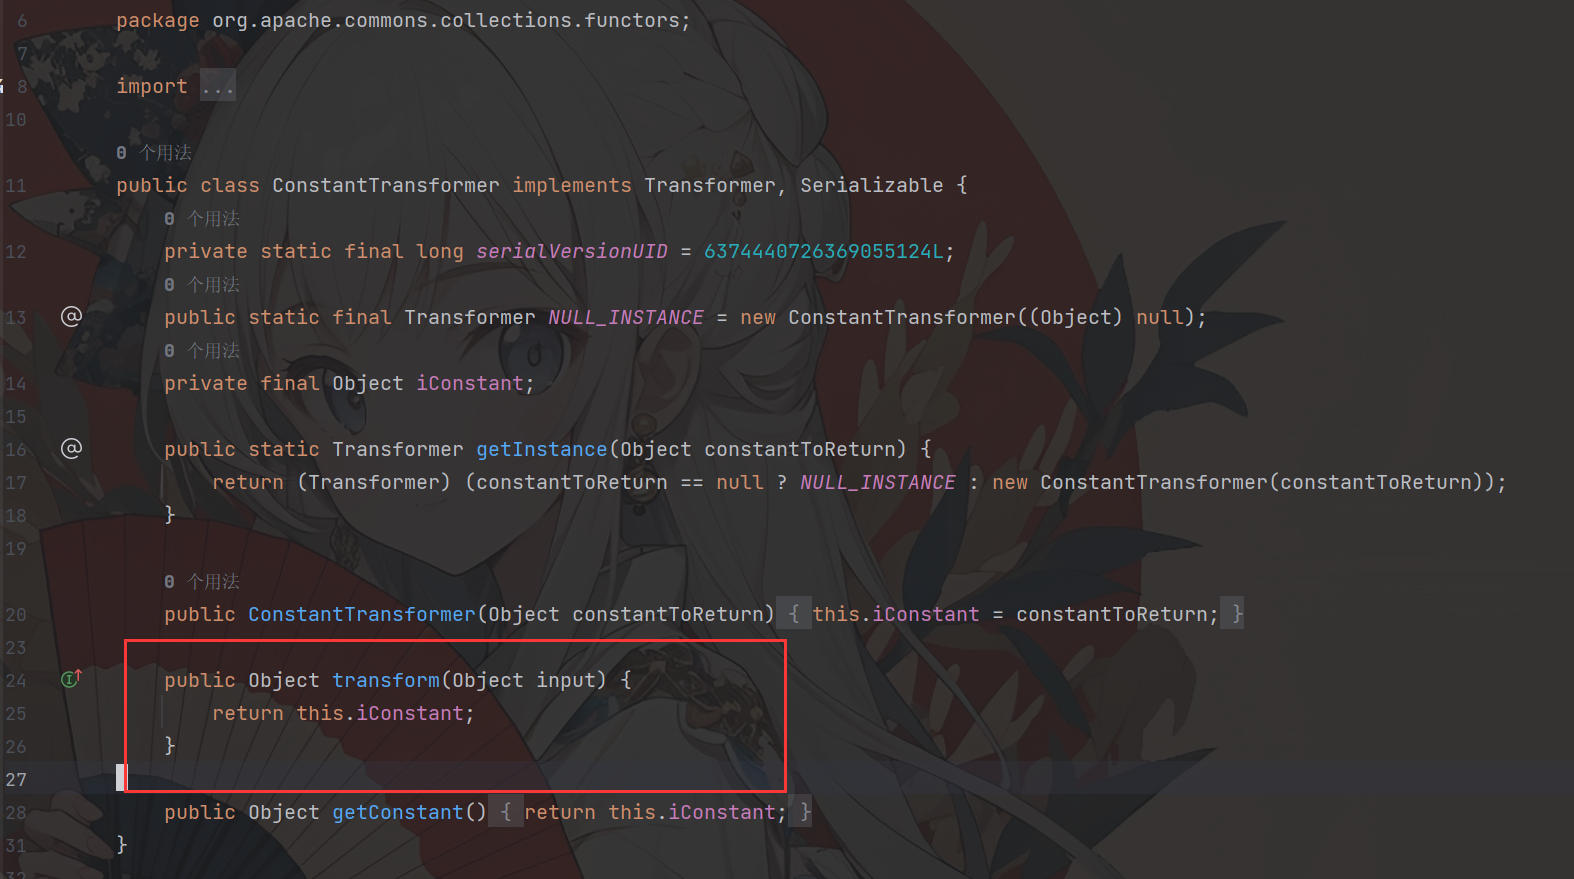 6 package org.apache.commons.collections.functors;
7
8 import ...
10
0 个用法
11 public class ConstantTransformer implements Transformer, Serializable {
0 个用法
12 private static final long serialVersionUID = 6374440726369055124L;
0 个用法
13 public static final Transformer NULL_INSTANCE = new ConstantTransformer((Object) null);
0 个用法
14 private final Object iConstant;
15
16 public static Transformer getInstance(Object constantToReturn) {
17 return (Transformer) (constantToReturn == null ? NULL_INSTANCE : new ConstantTransformer(constantToReturn));
18 }
19
0 个用法
20 public ConstantTransformer(Object constantToReturn) { this.iConstant = constantToReturn; }
23
24 public Object transform(Object input) {
25 return this.iConstant;
26 }
27
28 public Object getConstant() { return this.iConstant; }
31 }
32